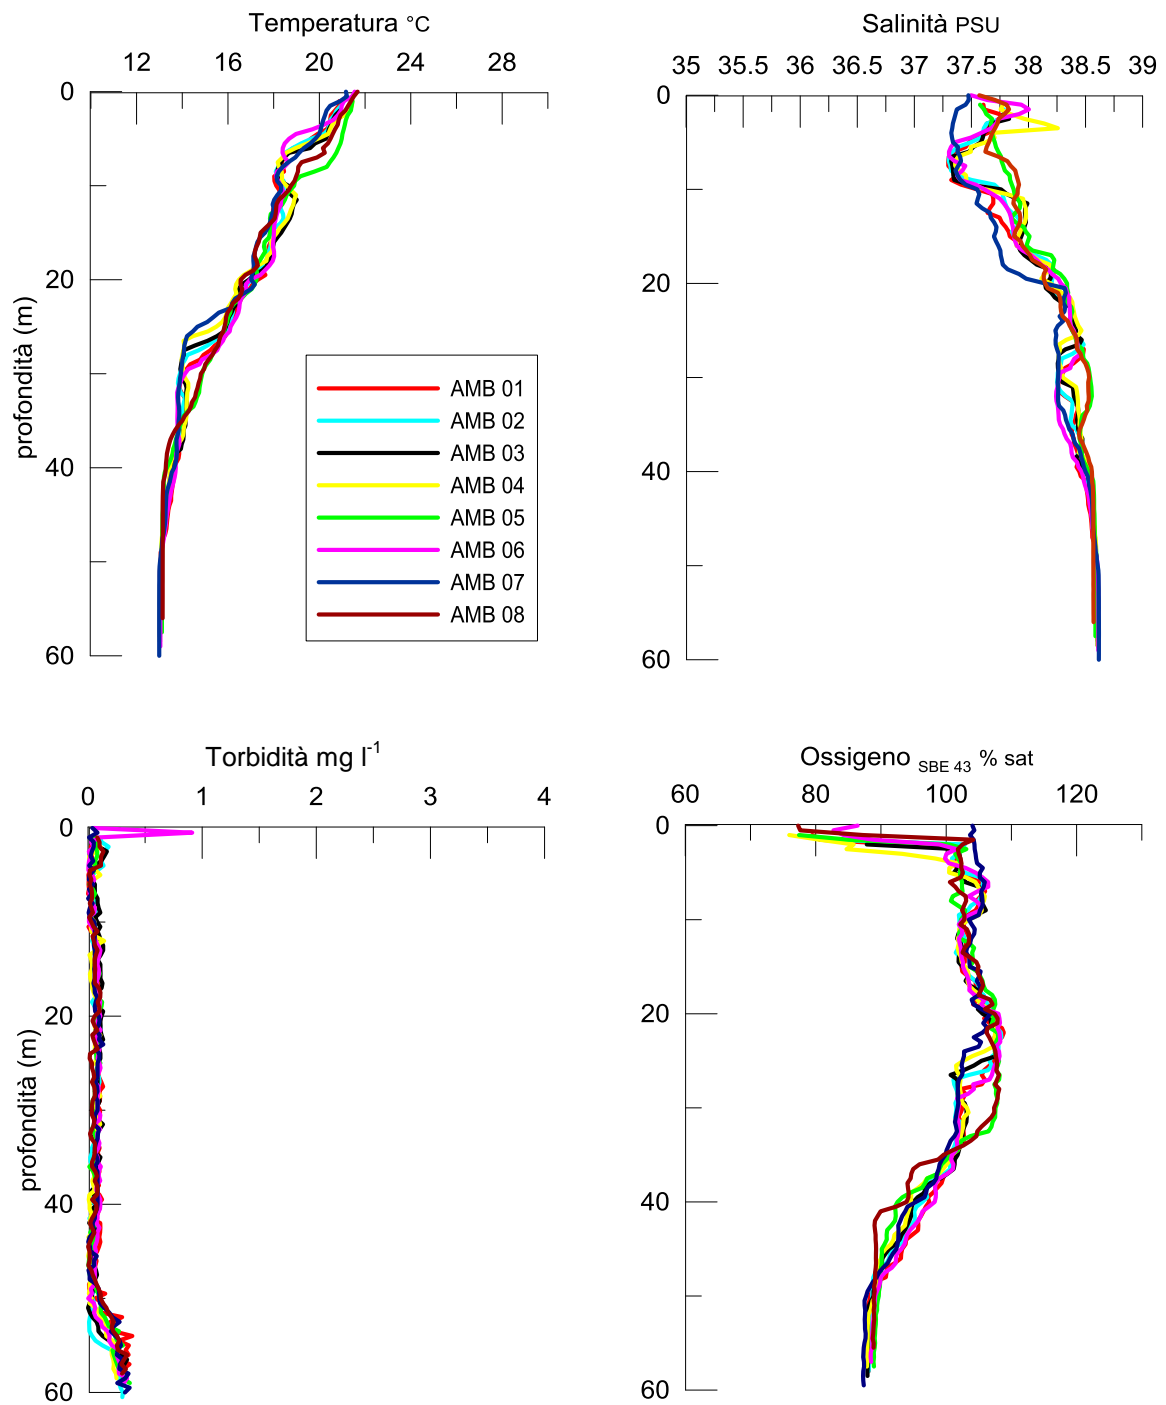 Temperatura °C
12 16 20 24 28
0
20
40
60
profondità (m)
AMB 01
AMB 02
AMB 03
AMB 04
AMB 05
AMB 06
AMB 07
AMB 08
Salinità PSU
35 35.5 36 36.5 37 37.5 38 38.5 39
0
20
40
60
Torbidità mg l-1
0 1 2 3 4
0
20
40
60
profondità (m)
Ossigeno SBE 43 % sat
60 80 100 120
0
20
40
60